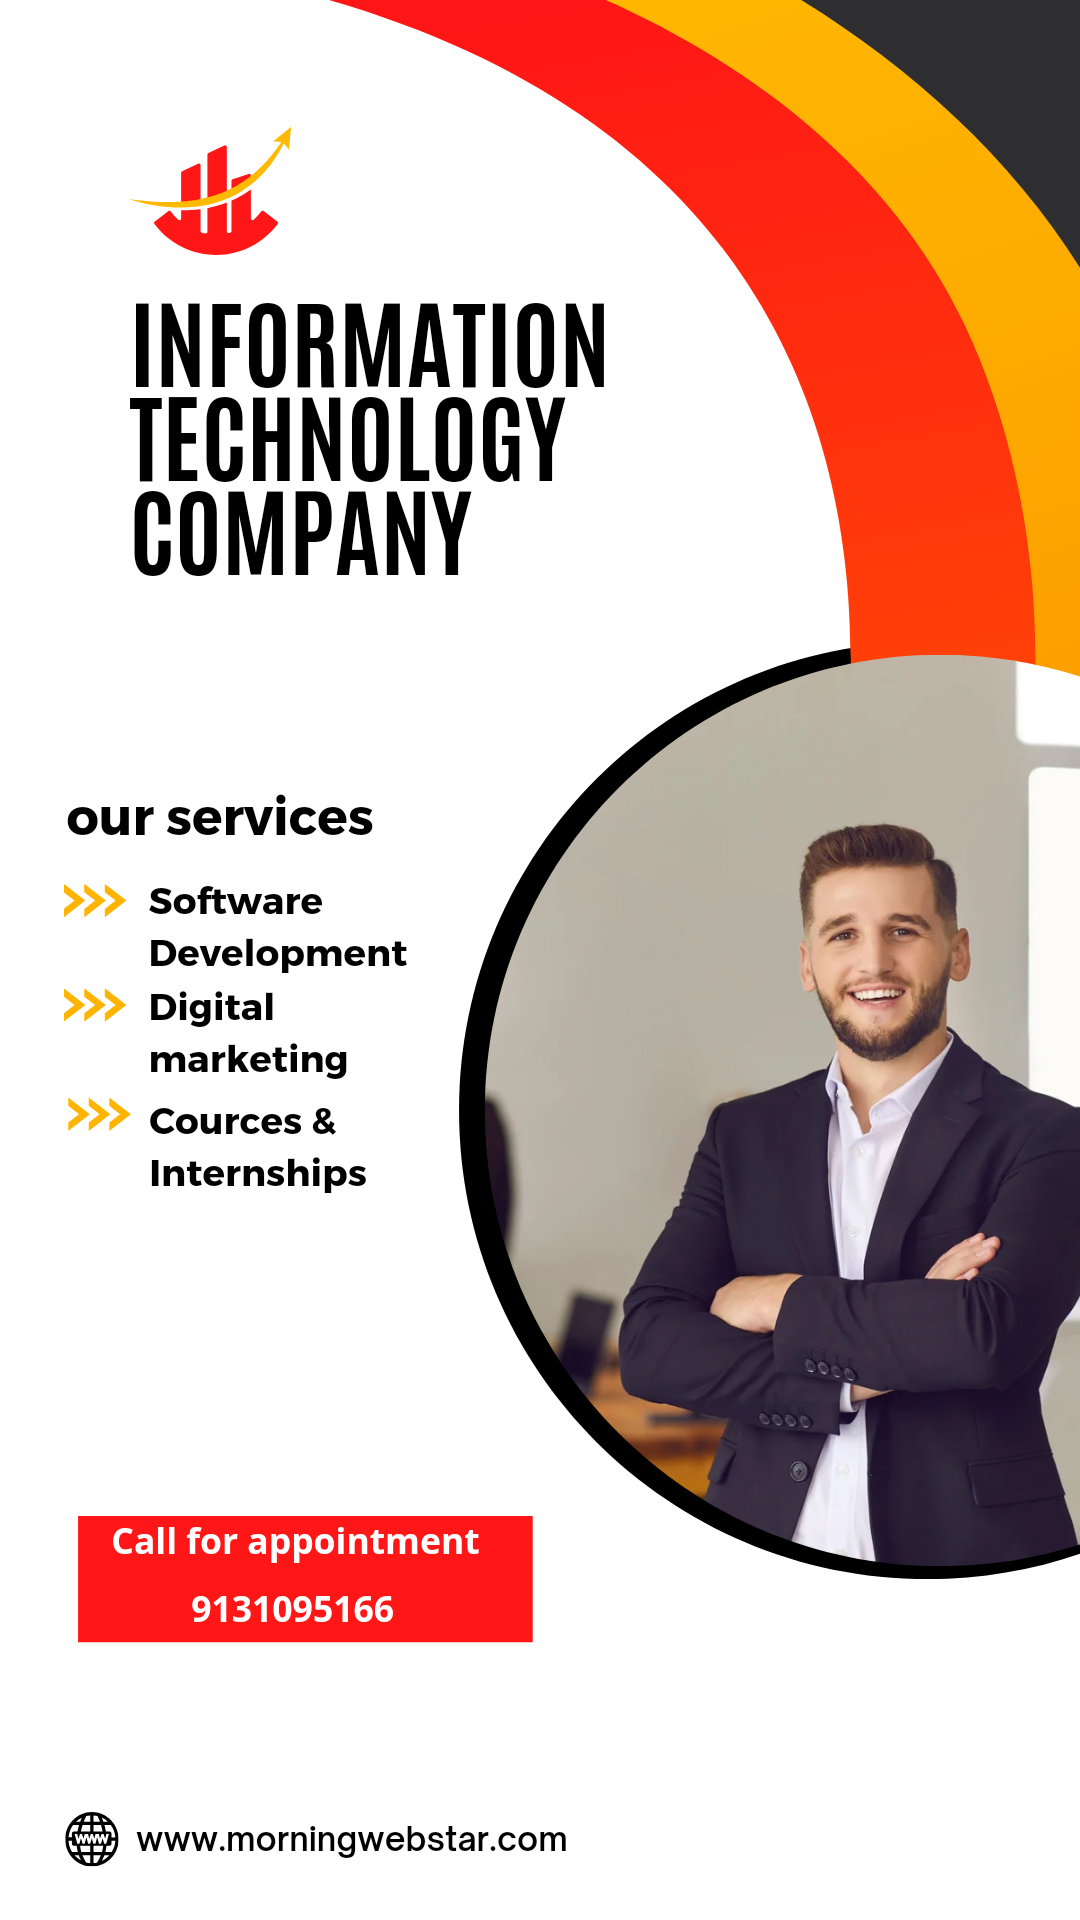 INFORMATION
TECHNOLOGY
COMPANY
our services
Software
Development
Digital
marketing
Cources &
Internships
Call for appointment
9131095166
www
www.morningwebstar.com